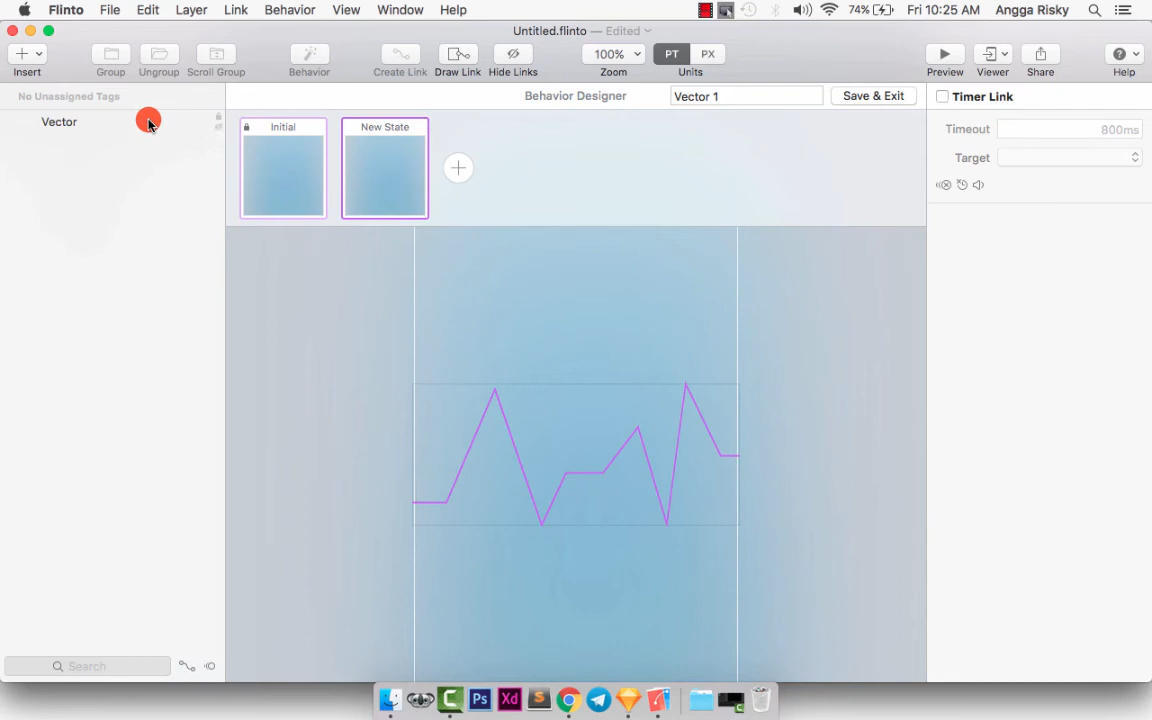 Flinto File Edit Layer Link Behavior View Window Help 74% Fri 10:25 AM Angga Risky
Untitled.flinto — Edited
100% PT PX
Insert Group Ungroup Scroll Group Behavior Create Link Draw Link Hide Links Zoom Units Preview Viewer Share Help
No Unassigned Tags
Behavior Designer Vector 1 Save & Exit
Timer Link
Vector
Initial New State
Timeout 800ms
Target
Search
Ps Xd S C